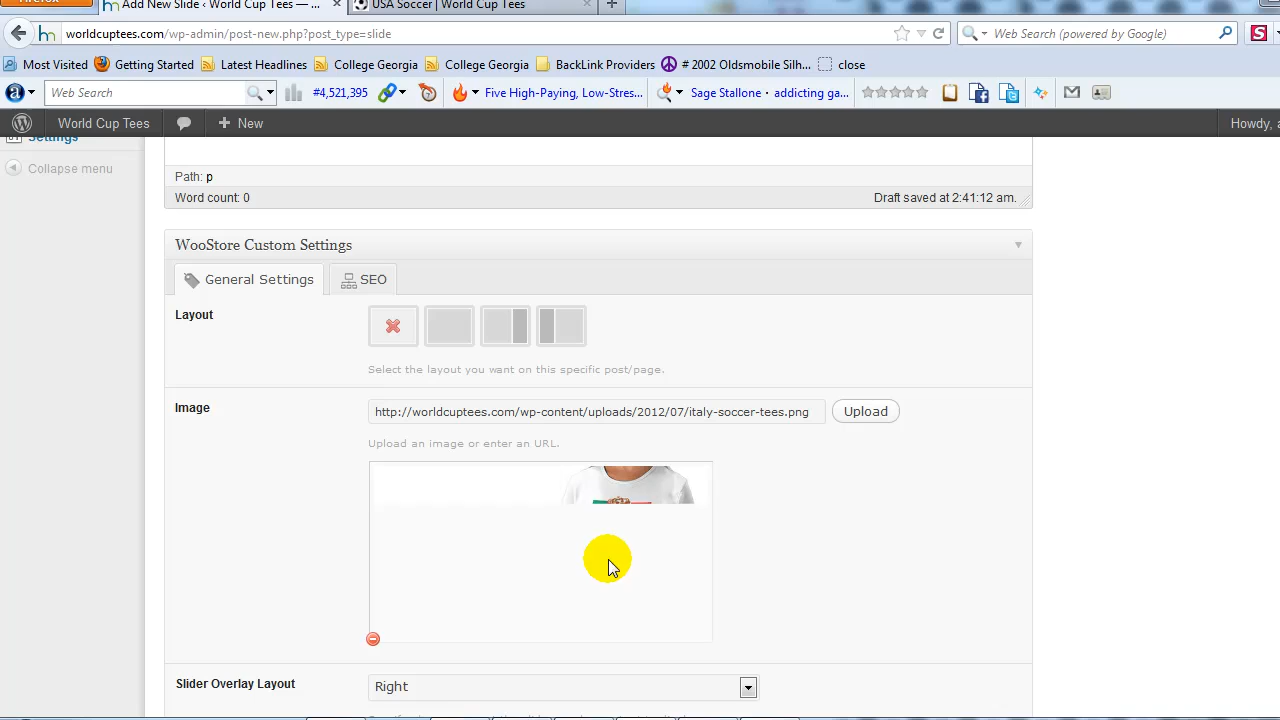 Firefox
Add New Slide ‹ World Cup Tees — ...
USA Soccer | World Cup Tees
worldcuptees.com/wp-admin/post-new.php?post_type=slide
Web Search (powered by Google)
Most Visited Getting Started Latest Headlines College Georgia College Georgia BackLink Providers # 2002 Oldsmobile Silh... close
Web Search #4,521,395 Five High-Paying, Low-Stres... Sage Stallone · addicting ga...
World Cup Tees + New Howdy, a
Settings
Collapse menu
Path: p
Word count: 0 Draft saved at 2:41:12 am.
WooStore Custom Settings
General Settings SEO
Layout
Select the layout you want on this specific post/page.
Image http://worldcuptees.com/wp-content/uploads/2012/07/italy-soccer-tees.png Upload
Upload an image or enter an URL.
Slider Overlay Layout Right